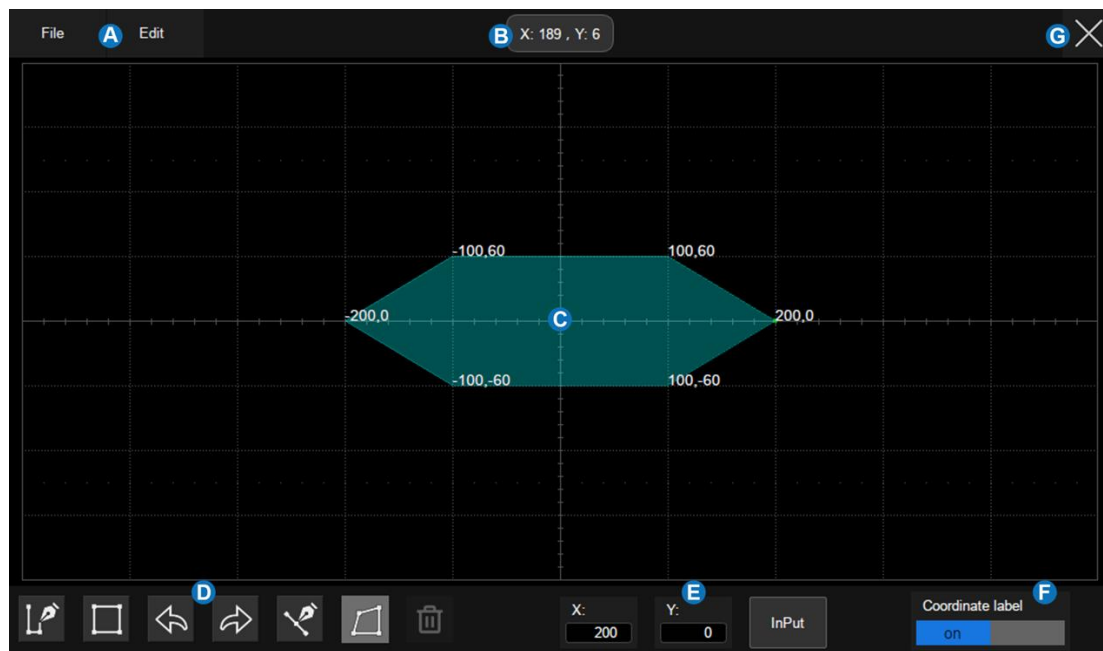 File
A
Edit
B
X: 189 , Y: 6
G
-100,60
100,60
-200,0
C
200,0
-100,-60
100,-60
D
E
F
X:
Y:
Coordinate label
200
0
InPut
on